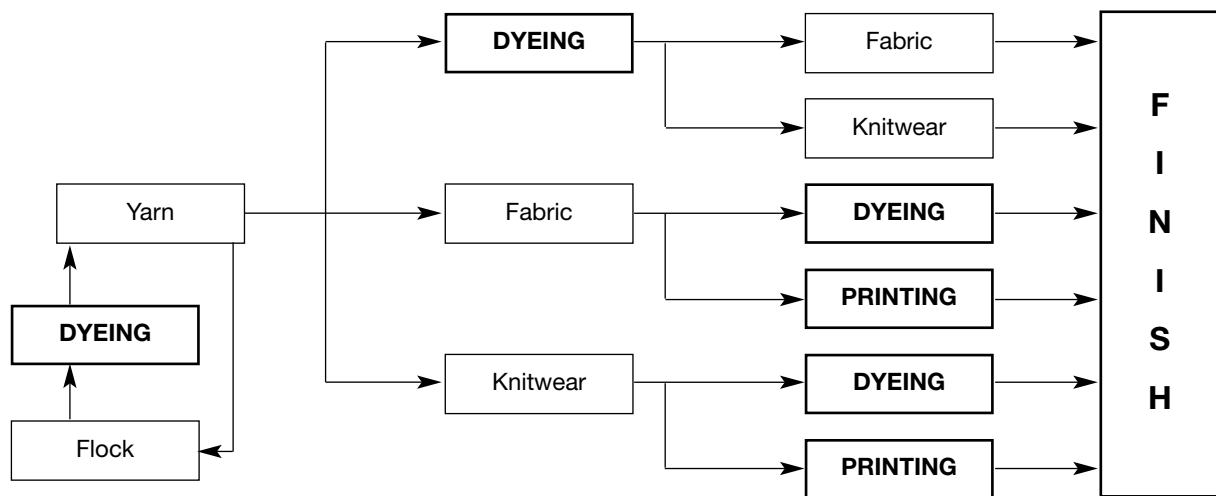 DYEING
Fabric
Knitwear
Yarn
Fabric
DYEING
PRINTING
DYEING
Knitwear
DYEING
Flock
PRINTING
F
I
N
I
S
H